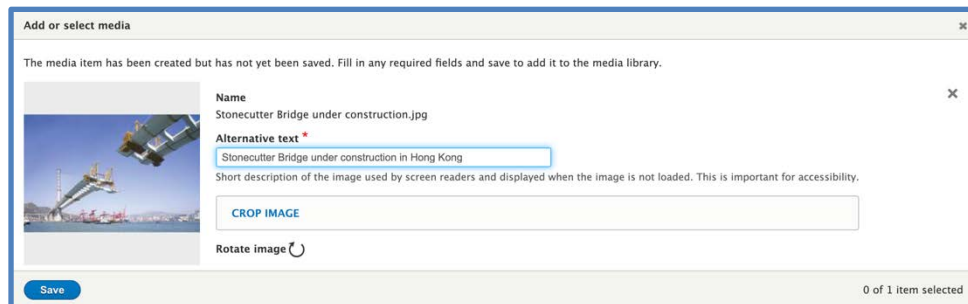 Add or select media
The media item has been created but has not yet been saved. Fill in any required fields and save to add it to the media library.
Name
Stonecutter Bridge under construction.jpg
Alternative text *
Stonecutter Bridge under construction in Hong Kong
Short description of the image used by screen readers and displayed when the image is not loaded. This is important for accessibility.
CROP IMAGE
Rotate image
Save
0 of 1 item selected